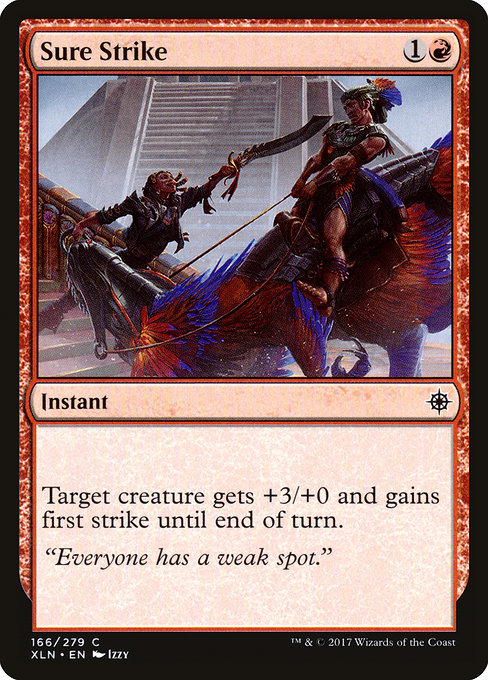 Sure Strike 1
Instant
Target creature gets +3/+0 and gains
first strike until end of turn.
“Everyone has a weak spot.”
166/279 C
XLN • EN Izzy
™ & © 2017 Wizards of the Coast